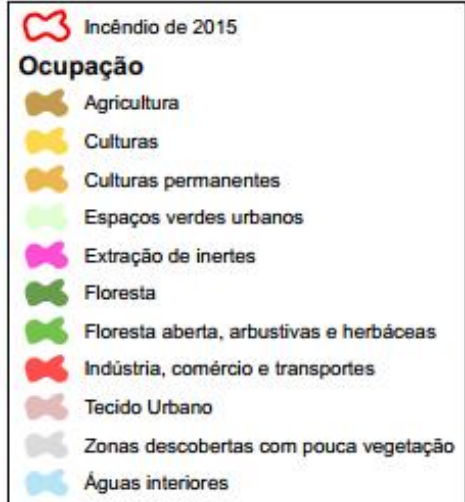 Incêndio de 2015
Ocupação
Agricultura
Culturas
Culturas permanentes
Espaços verdes urbanos
Extração de inertes
Floresta
Floresta aberta, arbustivas e herbáceas
Indústria, comércio e transportes
Tecido Urbano
Zonas descobertas com pouca vegetação
Águas interiores